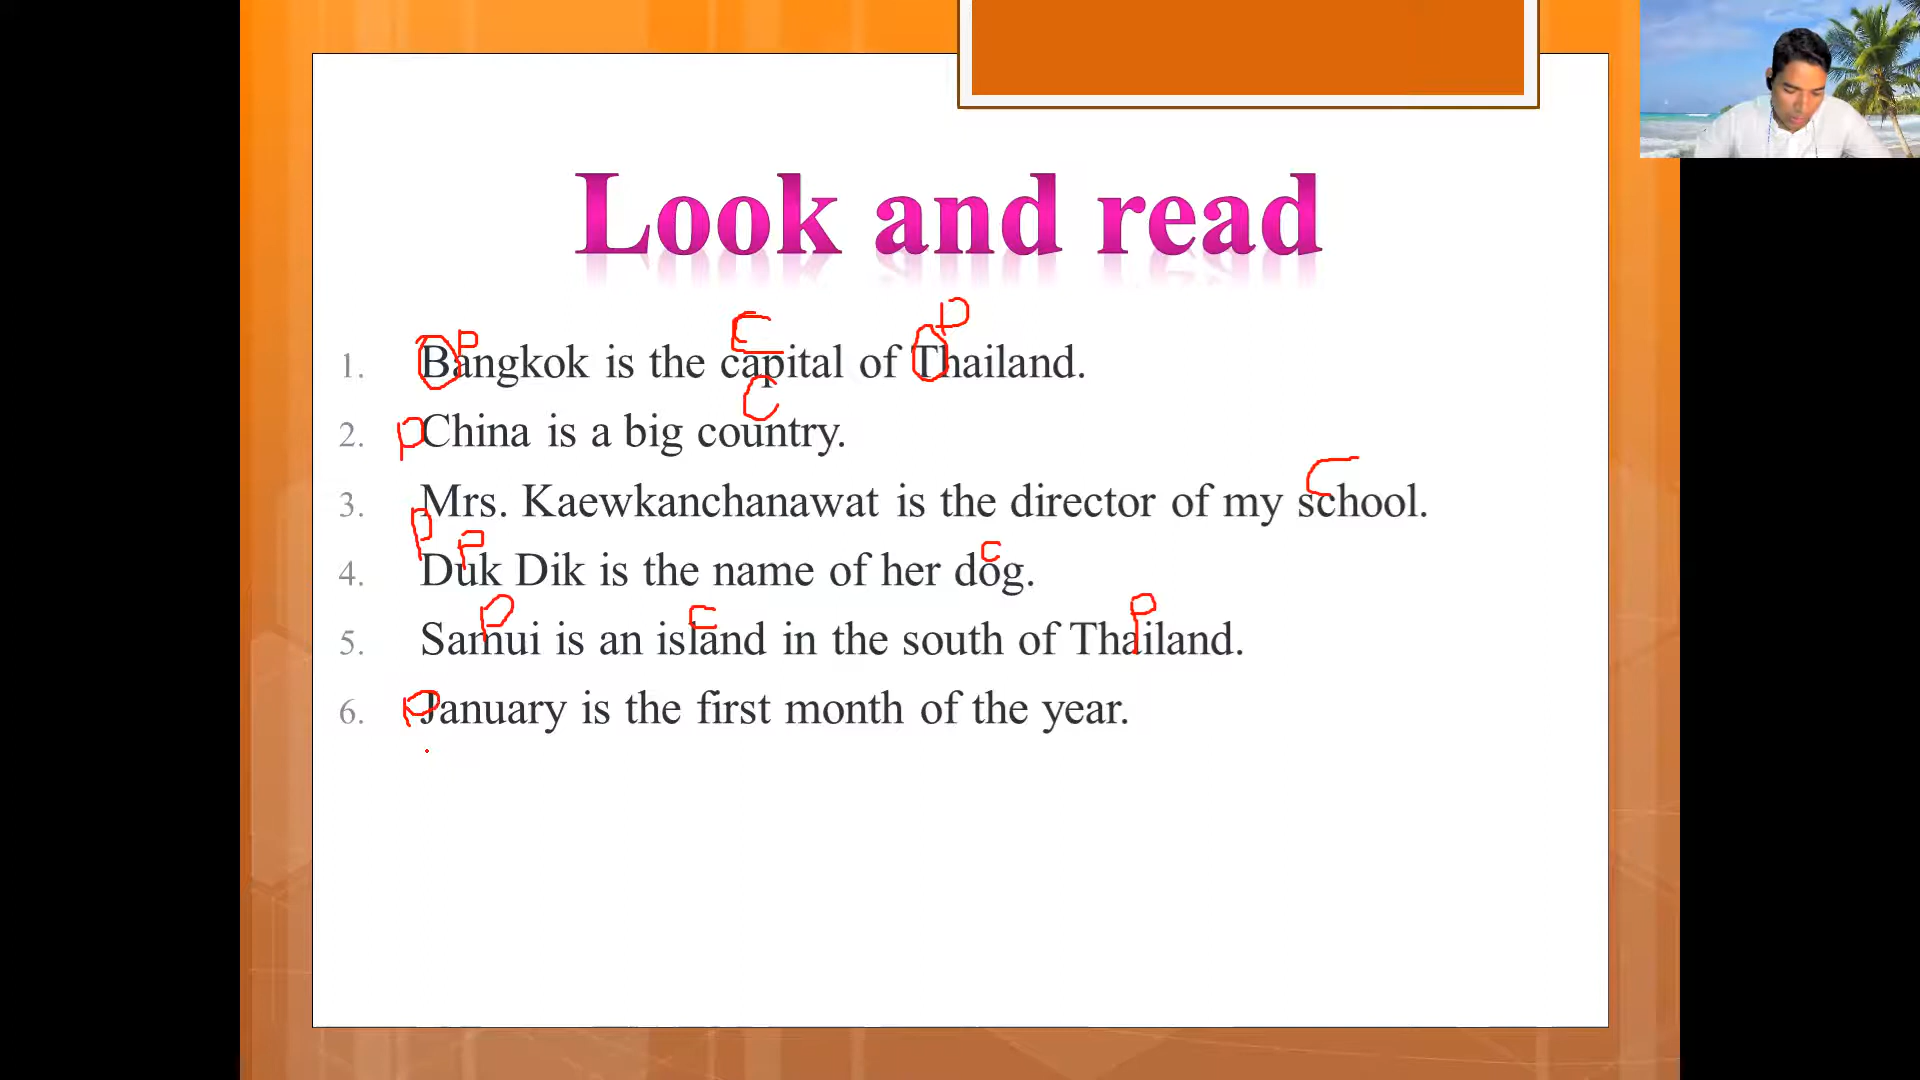 Look and read
P C P
1. Bangkok is the capital of Thailand.
C
2. P China is a big country.
C
3. Mrs. Kaewkanchanawat is the director of my school.
P P C
4. Duk Dik is the name of her dog.
P C P
5. Samui is an island in the south of Thailand.
6. P January is the first month of the year.